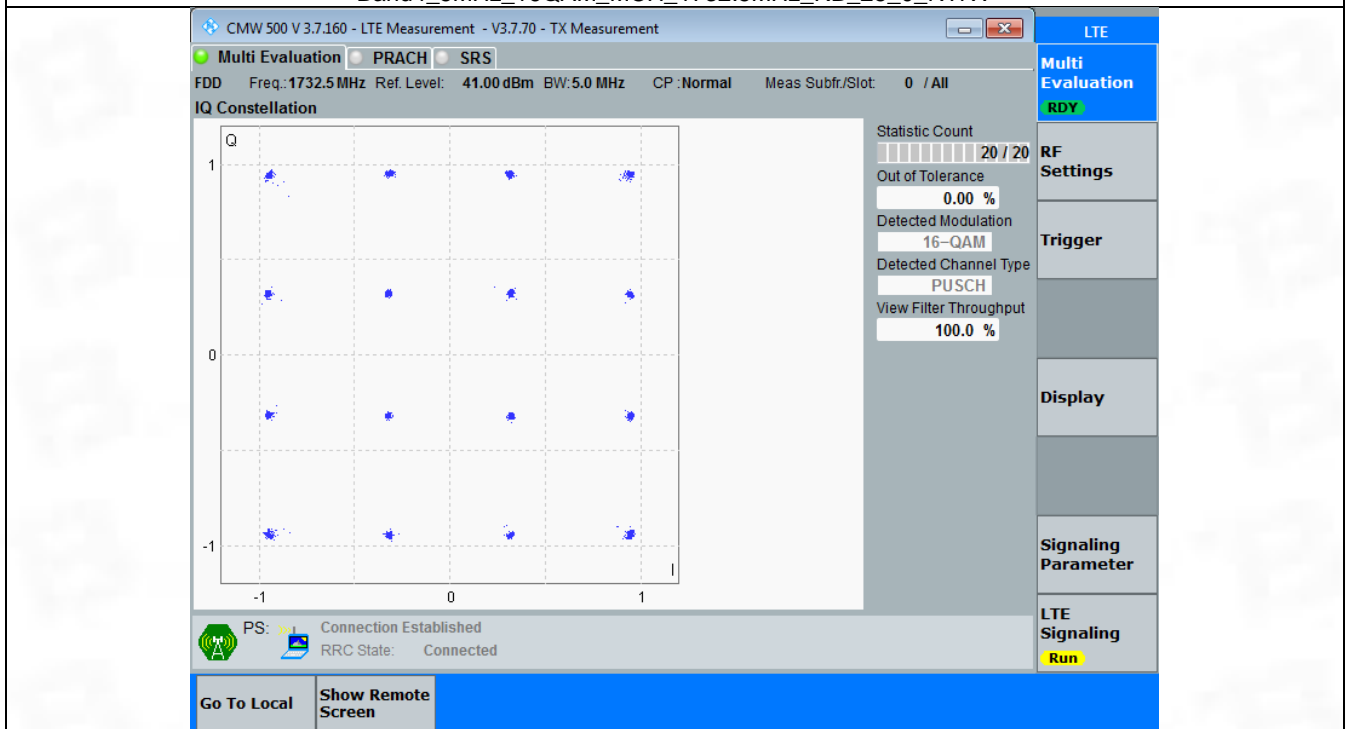 CMW 500 V 3.7.160 - LTE Measurement - V3.7.70 - TX Measurement
LTE
Multi Evaluation PRACH SRS
FDD Freq.: 1732.5 MHz Ref. Level: 41.00 dBm BW: 5.0 MHz CP : Normal Meas Subfr./Slot: 0 / All
IQ Constellation
Q
1
0
-1
-1 0 1
I
Statistic Count
20 / 20
Out of Tolerance
0.00 %
Detected Modulation
16-QAM
Detected Channel Type
PUSCH
View Filter Throughput
100.0 %
Multi
Evaluation
RDY
RF
Settings
Trigger
Display
Signaling
Parameter
LTE
Signaling
Run
PS: Connection Established
RRC State: Connected
Go To Local
Show Remote
Screen